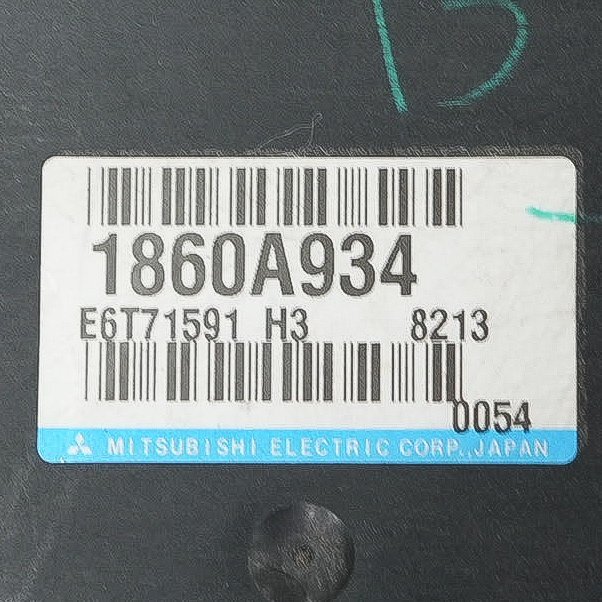 1860A934
E6T71591 H3 8213
0054
MITSUBISHI ELECTRIC CORP., JAPAN